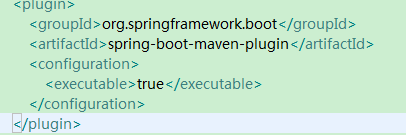 <plugin>
<groupId>org.springframework.boot</groupId>
<artifactId>spring-boot-maven-plugin</artifactId>
<configuration>
<executable>true</executable>
</configuration>
</plugin>